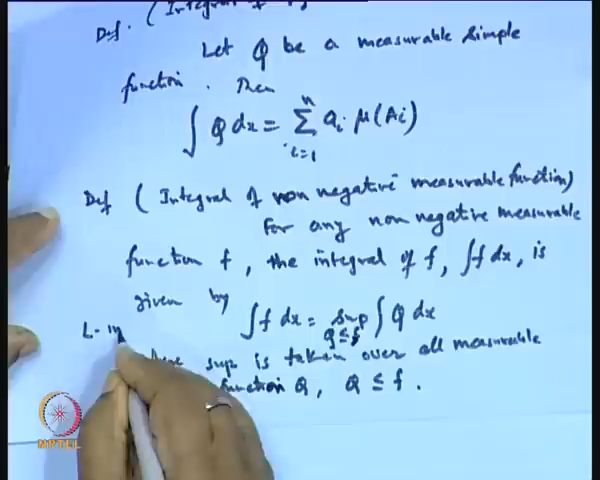 Def. (Integral
Let Q be a measurable simple
function. Then
∫ Q dx = Σ_{i=1}^{n} a_i μ(A_i)
Def (Integral of non negative measurable function)
For any non negative measurable
function f, the integral of f, ∫f dx, is
given by ∫f dx = sup_{Q≤f} ∫ Q dx
L-in
sup is taken over all measurable
function Q, Q ≤ f.
NPTEL